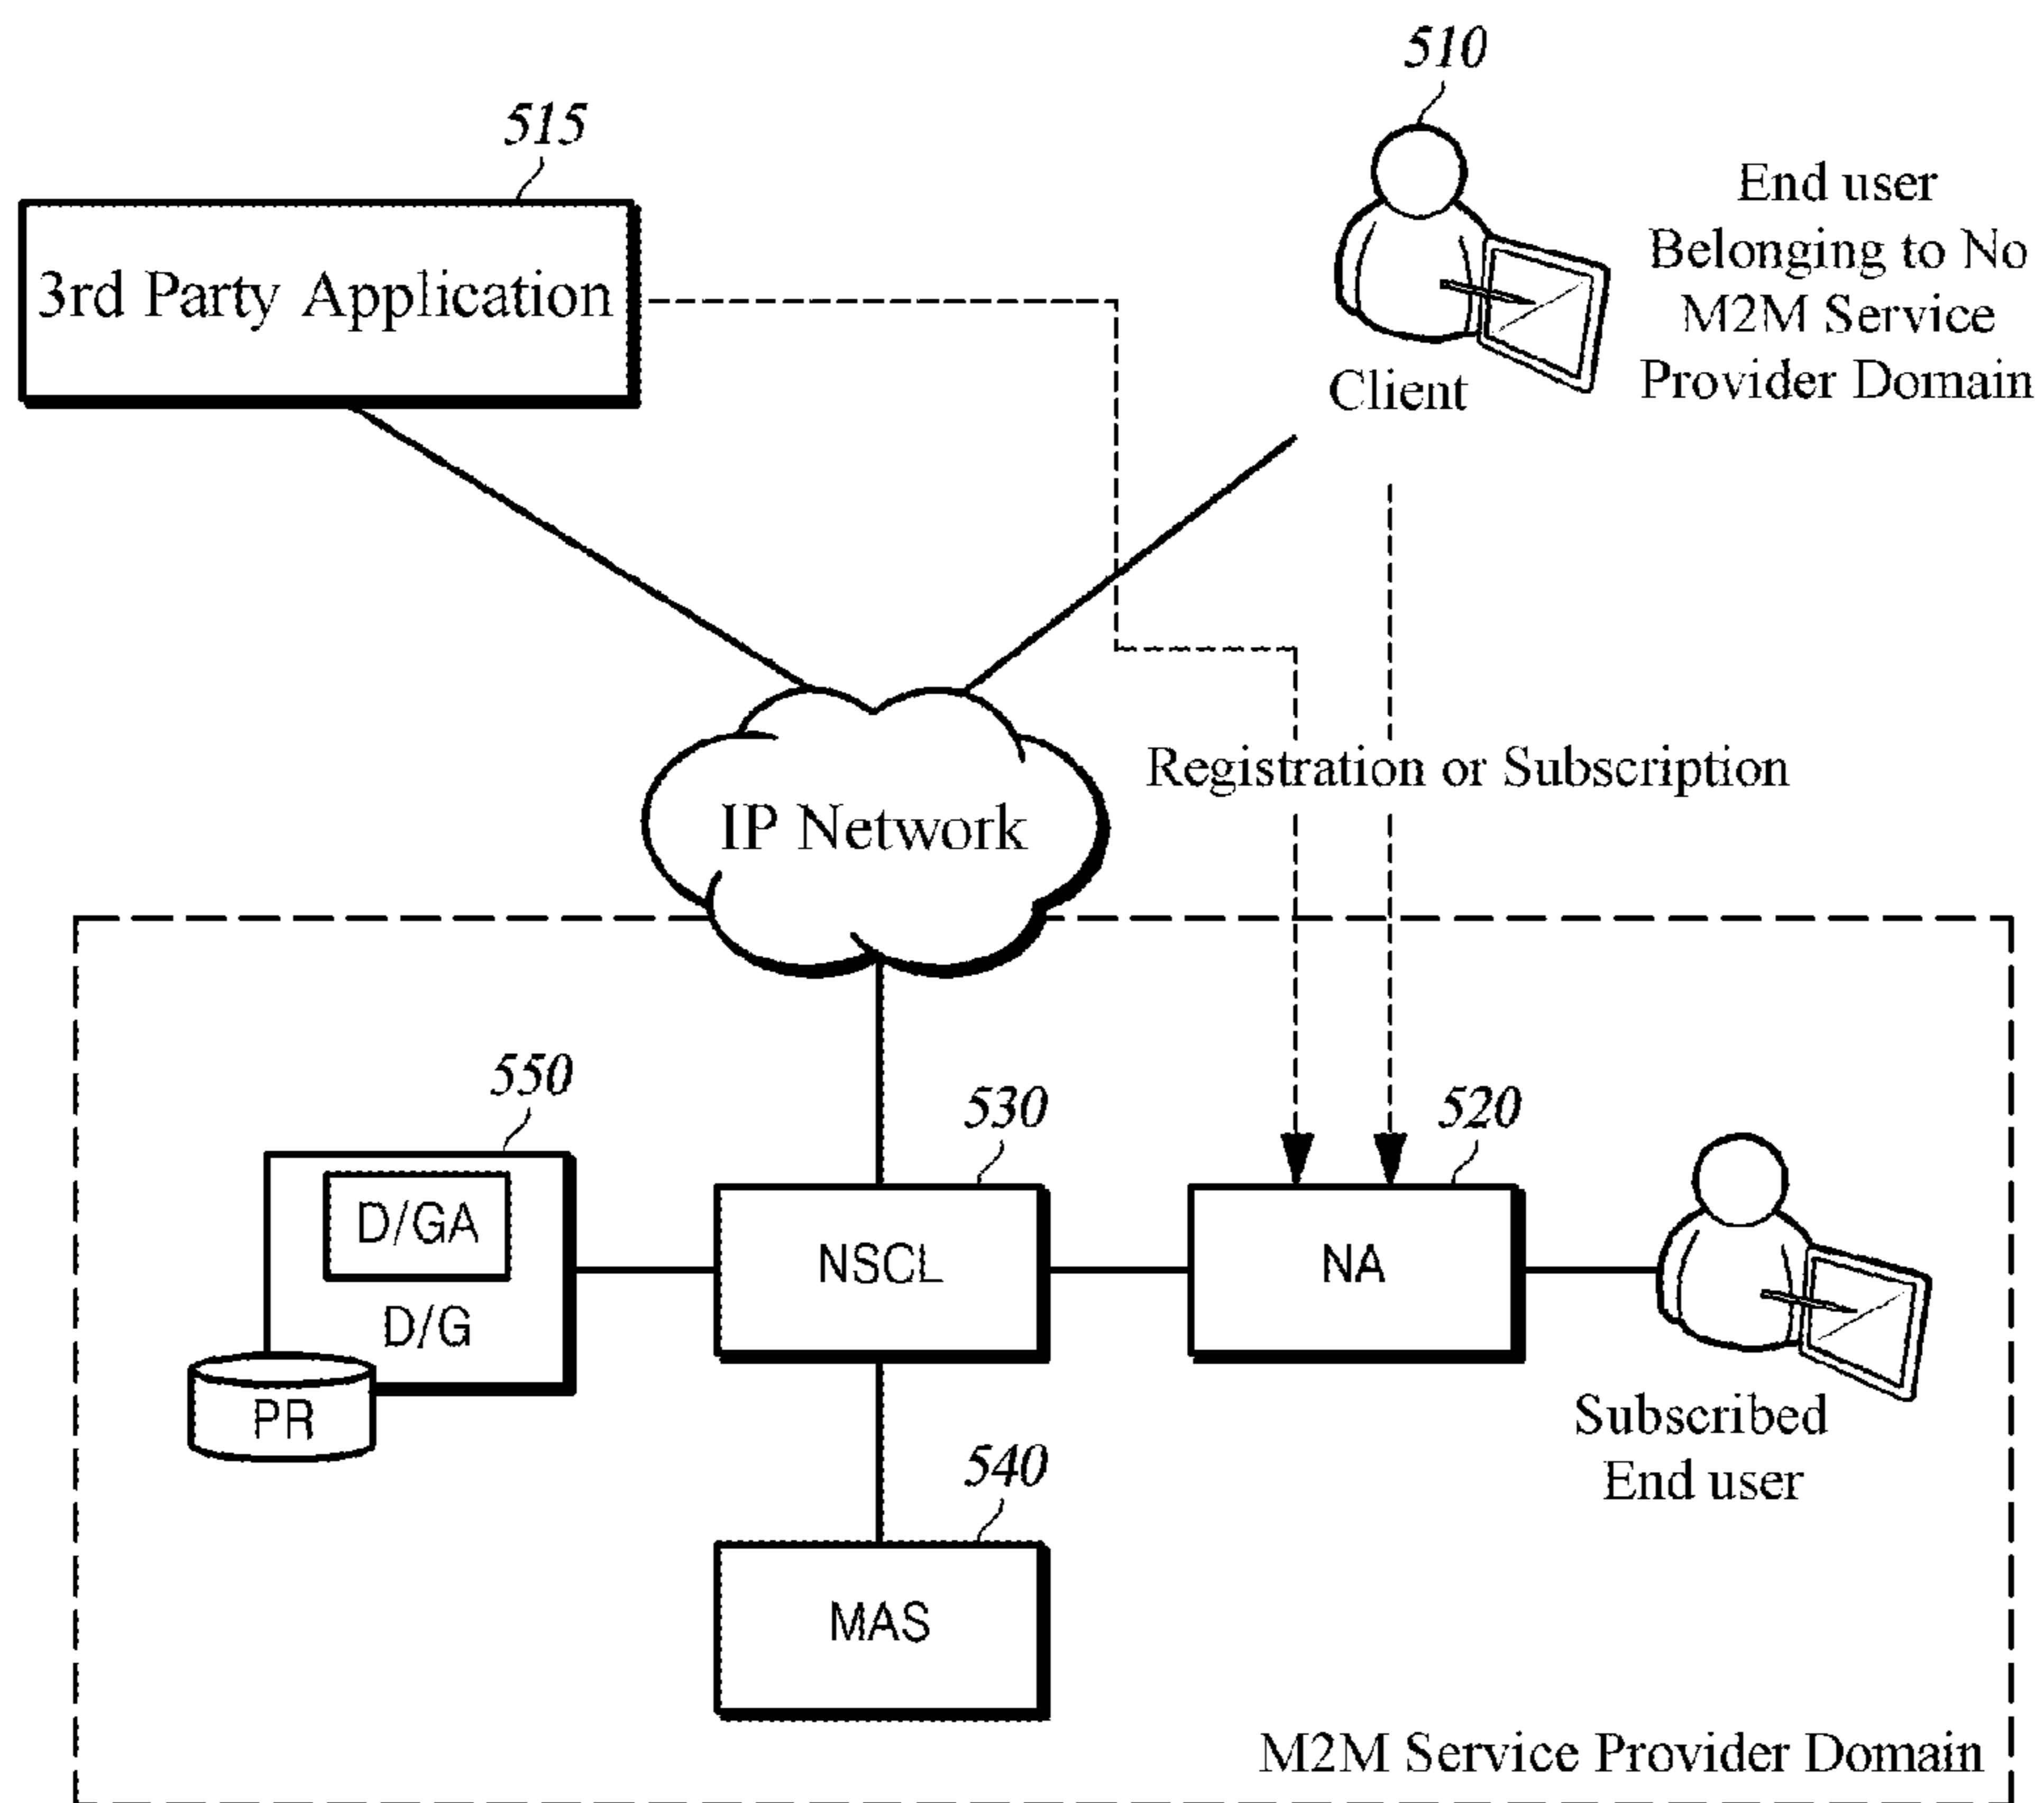 510
515
End user
Belonging to No
M2M Service
Provider Domain
3rd Party Application
Client
Registration or Subscription
IP Network
550
530
520
D/GA
D/G
PR
NSCL
NA
Subscribed
End user
540
MAS
M2M Service Provider Domain